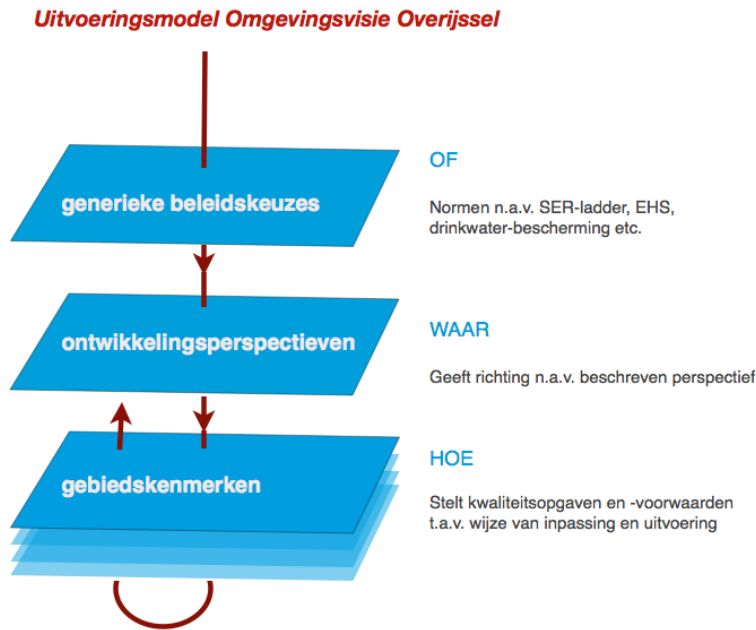 Uitvoeringsmodel Omgevingsvisie Overijssel
generieke beleidskeuzes
OF
Normen n.a.v. SER-ladder, EHS,
drinkwater-bescherming etc.
ontwikkelingsperspectieven
WAAR
Geeft richting n.a.v. beschreven perspectief
gebiedskenmerken
HOE
Stelt kwaliteitsopgaven en -voorwaarden
t.a.v. wijze van inpassing en uitvoering